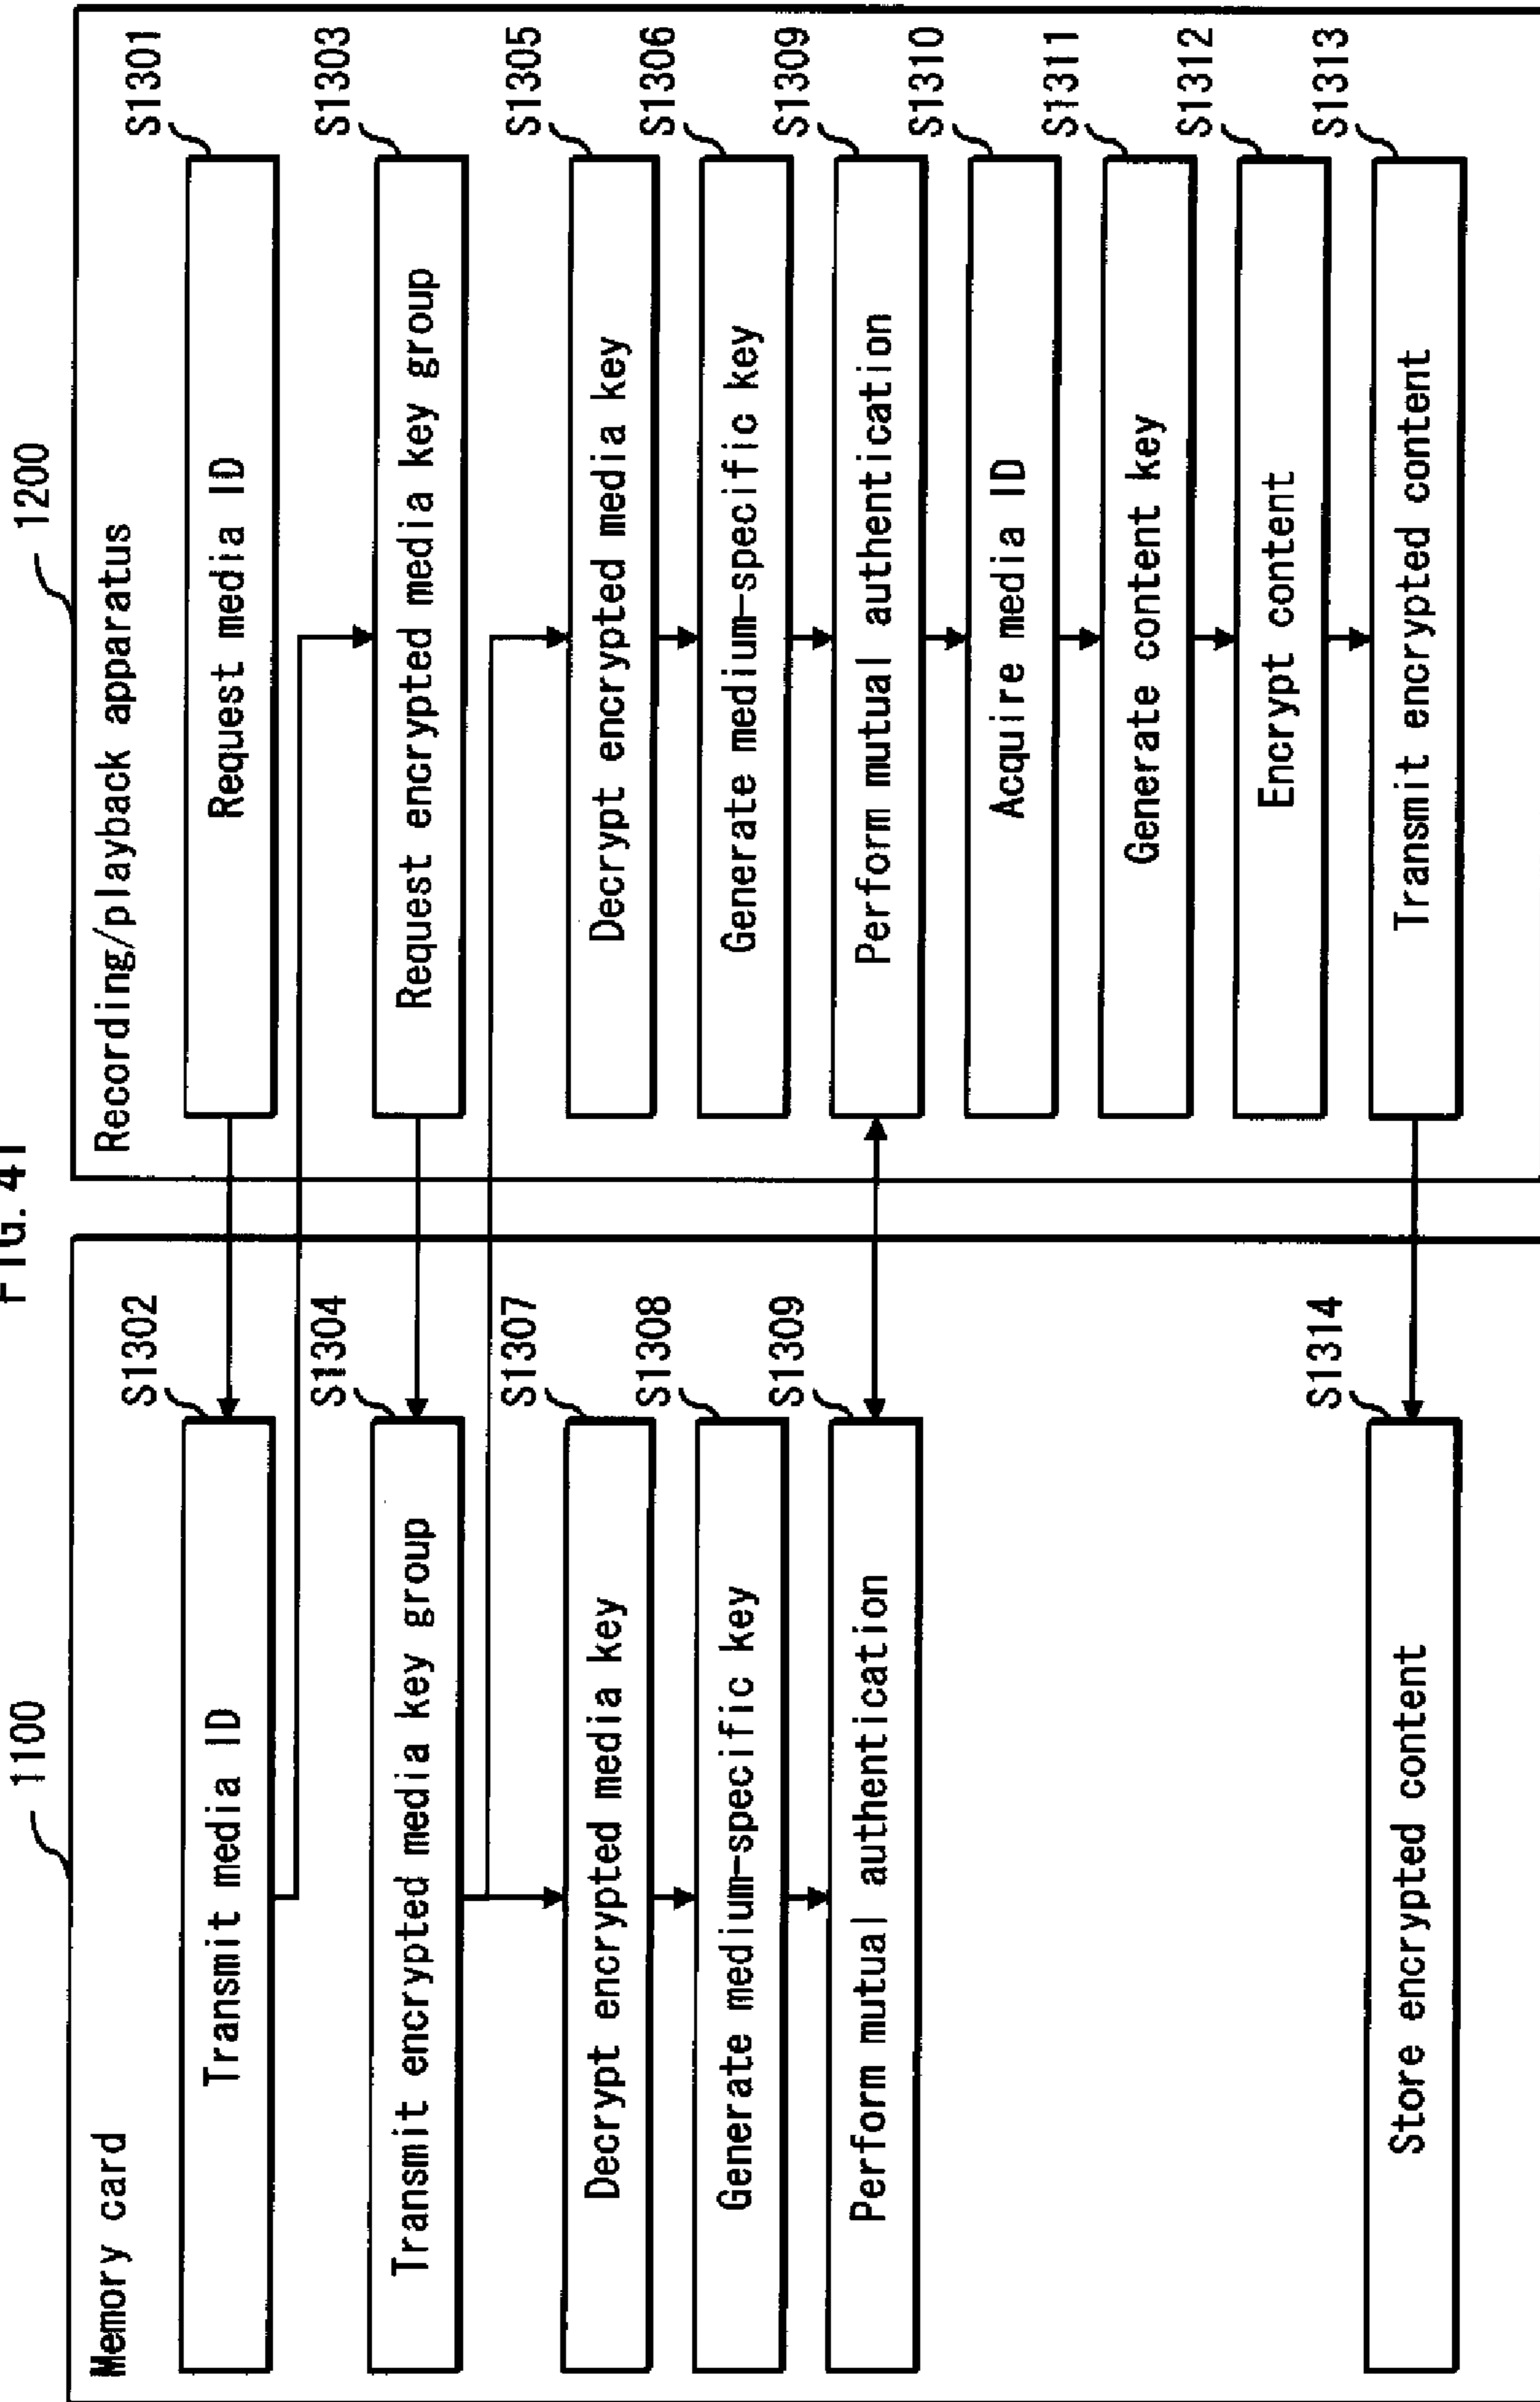 FIG. 41
1100
Memory card
S1302
Transmit media ID
S1304
Transmit encrypted media key group
S1307
Decrypt encrypted media key
S1308
Generate medium-specific key
S1309
Perform mutual authentication
S1314
Store encrypted content
1200
Recording/playback apparatus
S1301
Request media ID
S1303
Request encrypted media key group
S1305
Decrypt encrypted media key
S1306
Generate medium-specific key
S1309
Perform mutual authentication
S1310
Acquire media ID
S1311
Generate content key
S1312
Encrypt content
S1313
Transmit encrypted content